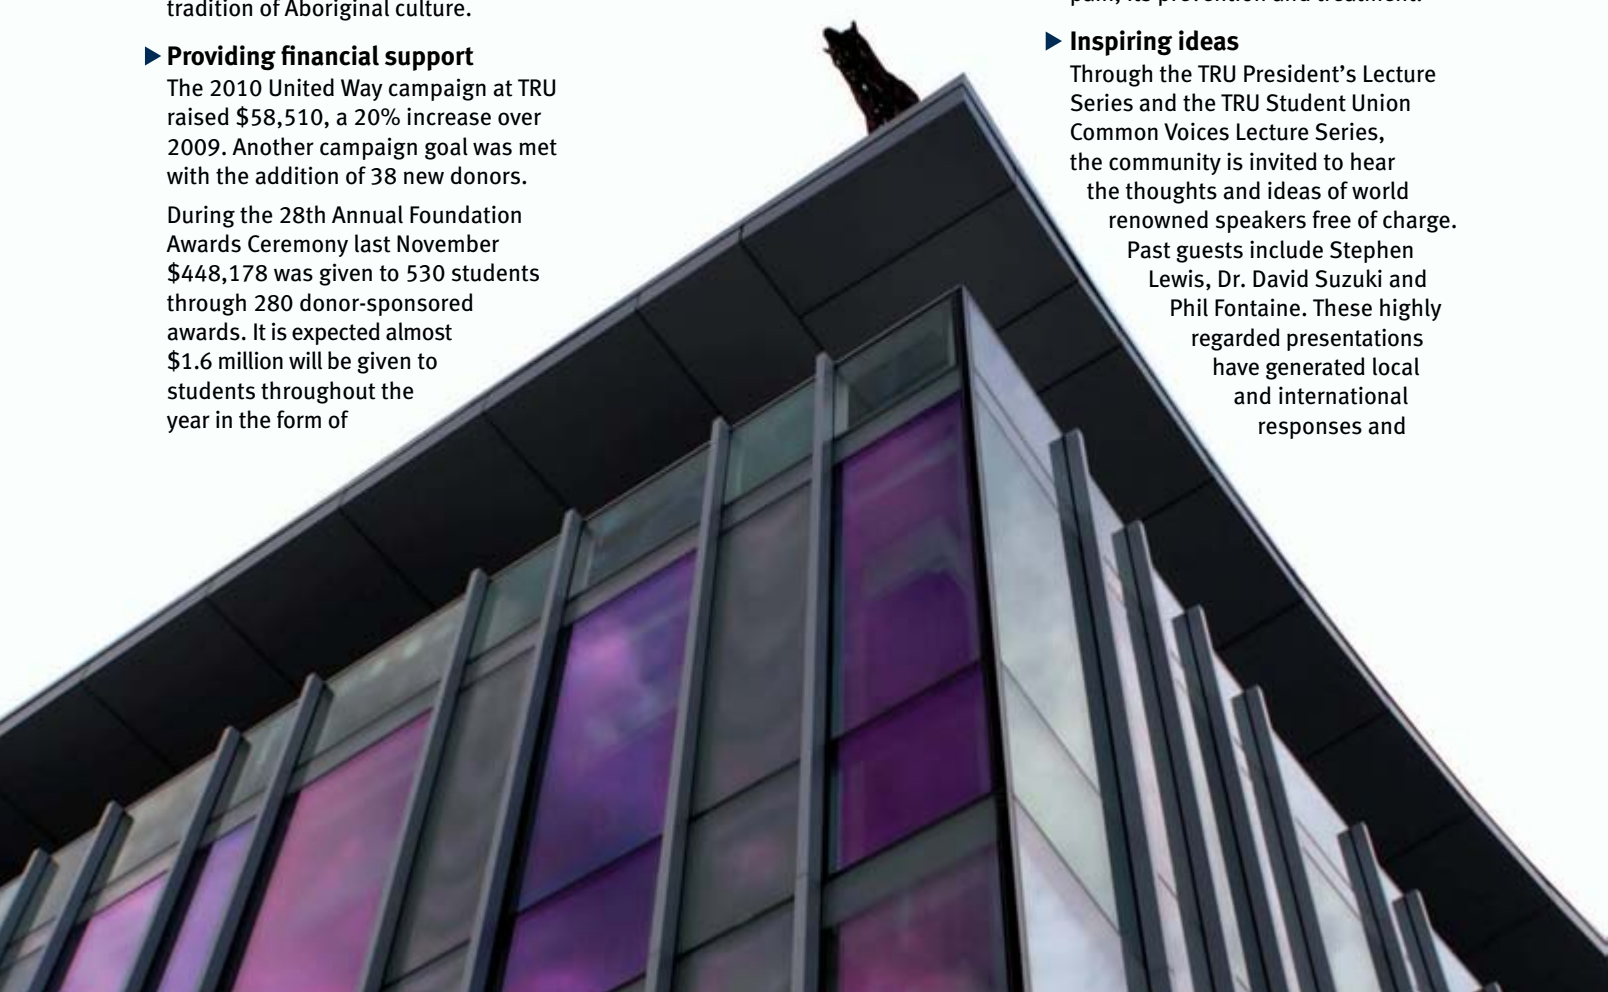 tradition of Aboriginal culture.
Providing financial support
The 2010 United Way campaign at TRU
raised $58,510, a 20% increase over
2009. Another campaign goal was met
with the addition of 38 new donors.
During the 28th Annual Foundation
Awards Ceremony last November
$448,178 was given to 530 students
through 280 donor-sponsored
awards. It is expected almost
$1.6 million will be given to
students throughout the
year in the form of
pain, its prevention and treatment.
Inspiring ideas
Through the TRU President’s Lecture
Series and the TRU Student Union
Common Voices Lecture Series,
the community is invited to hear
the thoughts and ideas of world
renowned speakers free of charge.
Past guests include Stephen
Lewis, Dr. David Suzuki and
Phil Fontaine. These highly
regarded presentations
have generated local
and international
responses and